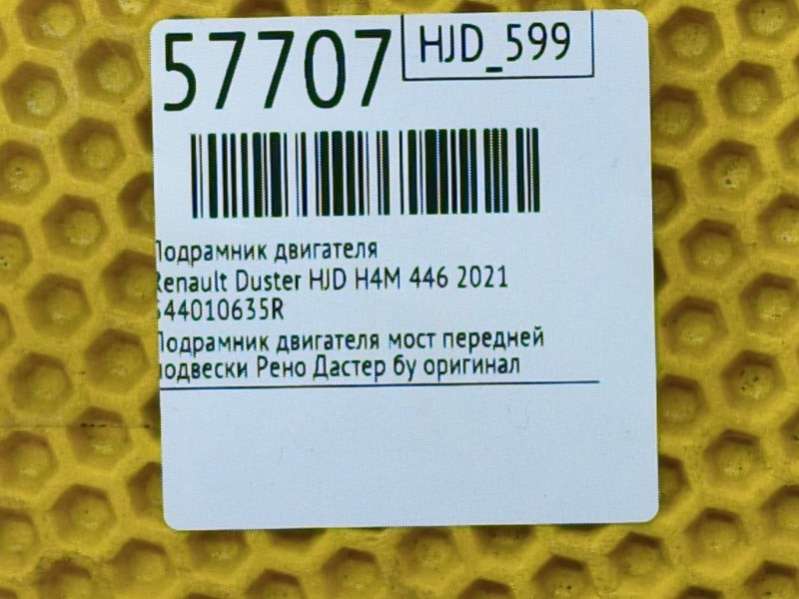 57707
HJD_599
Подрамник двигателя
Renault Duster HJD H4M 446 2021
544010635R
Подрамник двигателя мост передней
подвески Рено Дастер бу оригинал